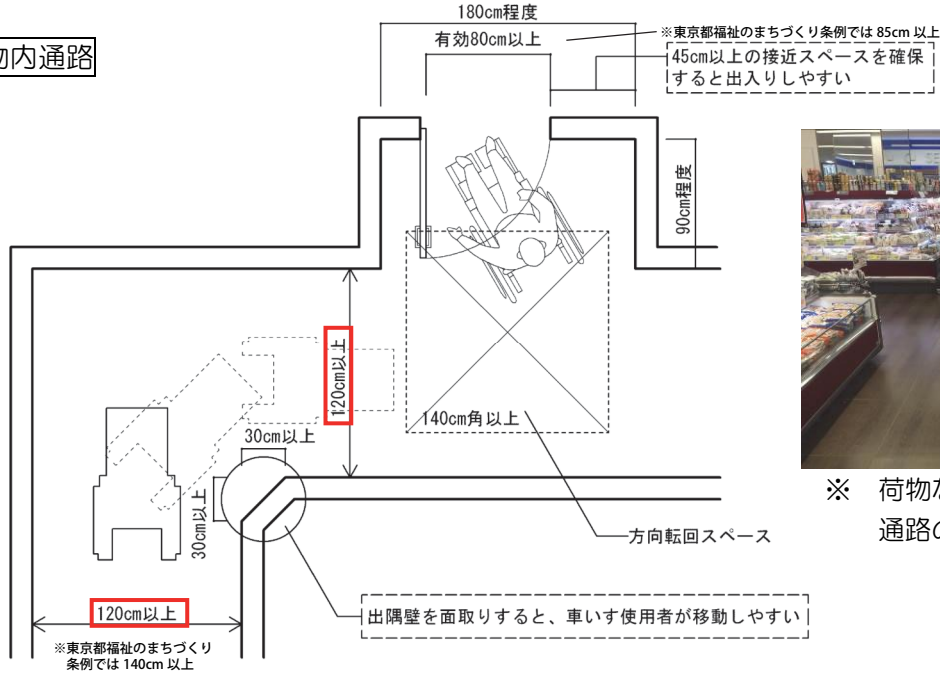 物内通路
180cm程度
有効80cm以上
※東京都福祉のまちづくり条例では 85cm 以上
45cm以上の接近スペースを確保
すると出入りしやすい
90cm程度
120cm以上
140cm角以上
30cm以上
30cm以上
方向転回スペース
120cm以上
出隅壁を面取りすると、車いす使用者が移動しやすい
※東京都福祉のまちづくり
条例では 140cm 以上
※ 荷物な
通路の